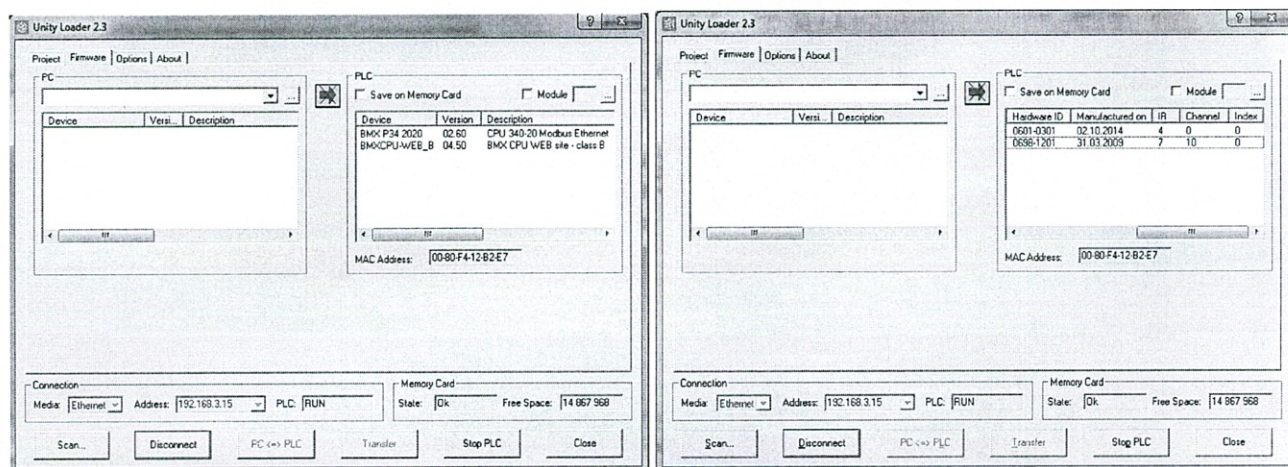 Unity Loader 2.3
Project Firmware Options About
PC
...
Device Versi... Description
PLC
Save on Memory Card Module ...
Device Version Description
BMX P34 2020 02.60 CPU 340-20 Modbus Ethernet
BMXCPU-WEB_B 04.50 BMX CPU WEB site - class B
MAC Address: 00-80-F4-12-B2-E7
Connection
Media: Ethernet Address: 192.168.3.15 PLC: RUN
Memory Card
State: Ok Free Space: 14 867 968
Scan... Disconnect PC <=> PLC Transfer Stop PLC Close
Unity Loader 2.3
Project Firmware Options About
PC
...
Device Versi... Description
PLC
Save on Memory Card Module ...
Hardware ID Manufactured on IR Channel Index
0601-0301 02.10.2014 4 0 0
0698-1201 31.03.2009 7 10 0
MAC Address: 00-80-F4-12-B2-E7
Connection
Media: Ethernet Address: 192.168.3.15 PLC: RUN
Memory Card
State: Ok Free Space: 14 867 968
Scan... Disconnect PC <=> PLC Transfer Stop PLC Close